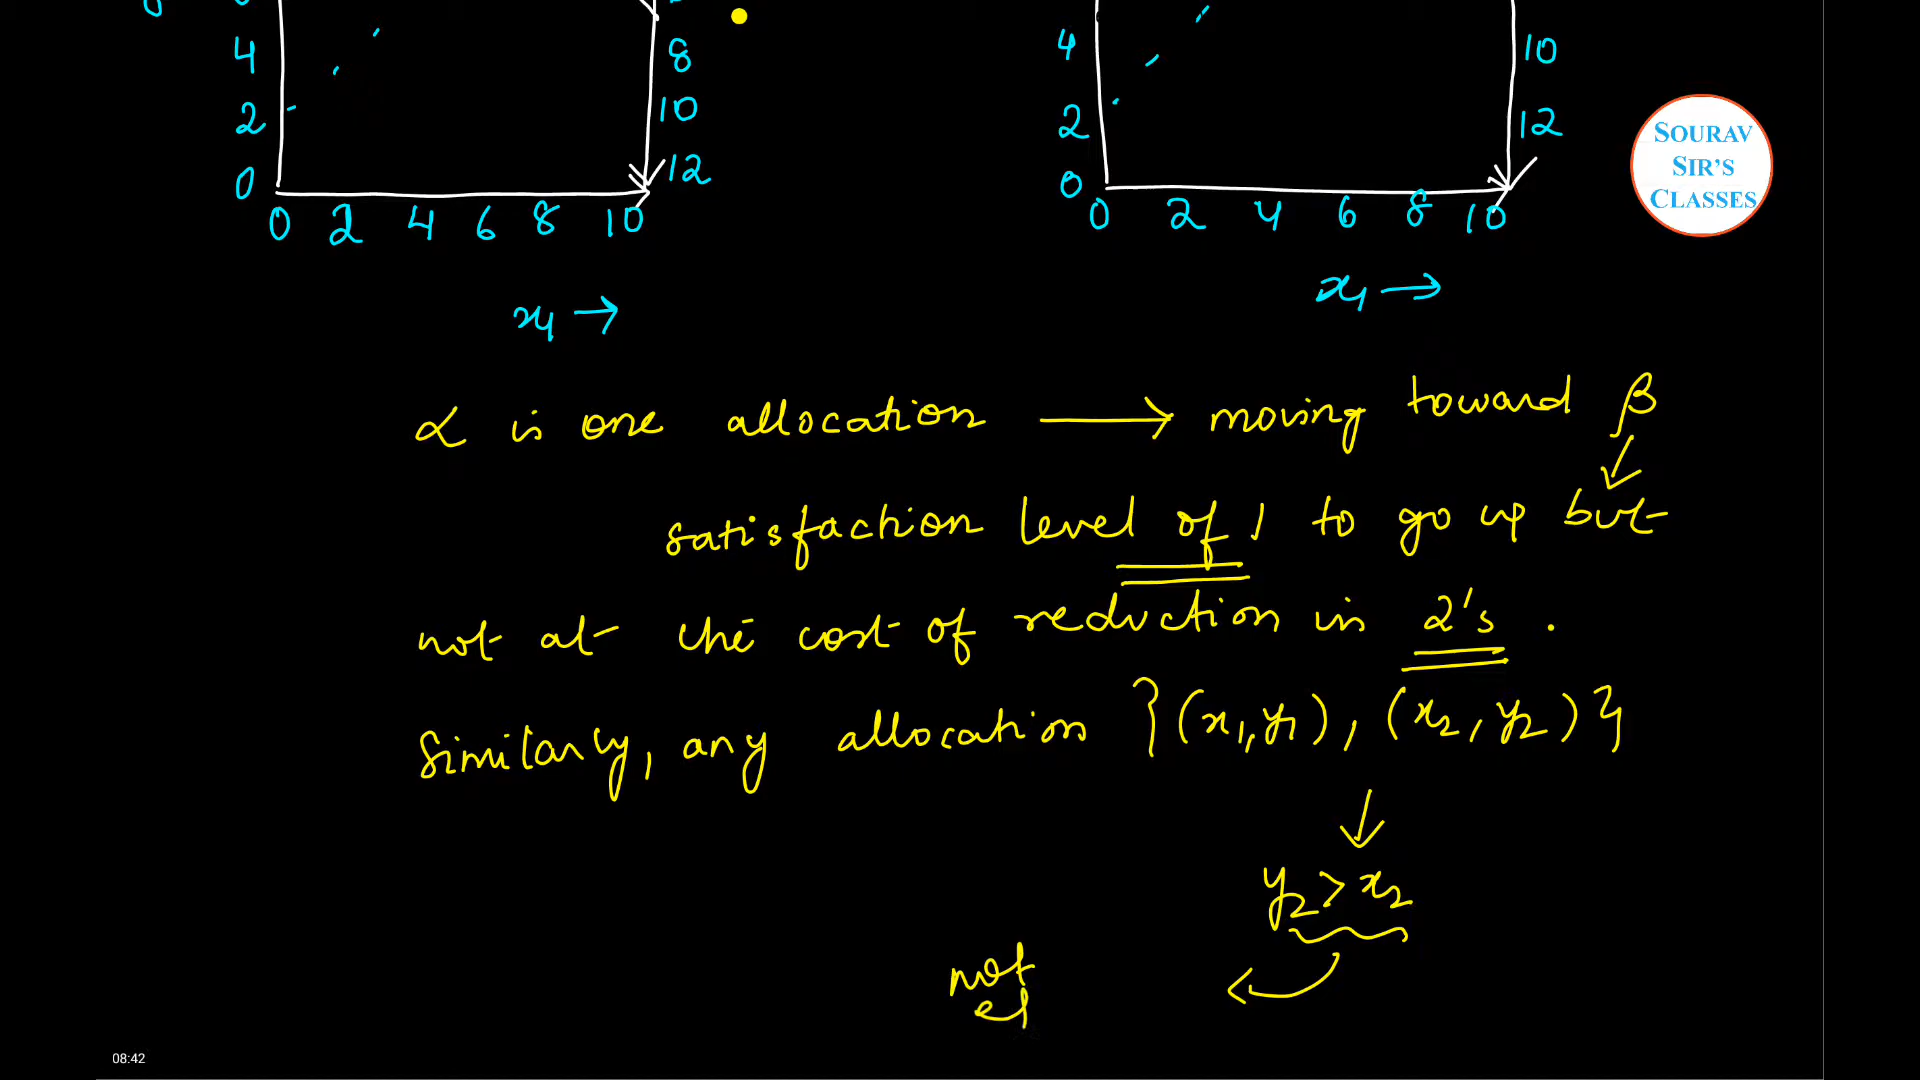 4 8 4 10
2 10 2 12
0 12 0
0 2 4 6 8 10 0 2 4 6 8 10
x1 → x1 →
SOURAV
SIR'S
CLASSES
α is one allocation → moving toward β
satisfaction level of 1 to go up but
not at the cost of reduction in 2's.
Similarly, any allocation {(x1, y1), (x2, y2)}
y2 > x2
not
08:42